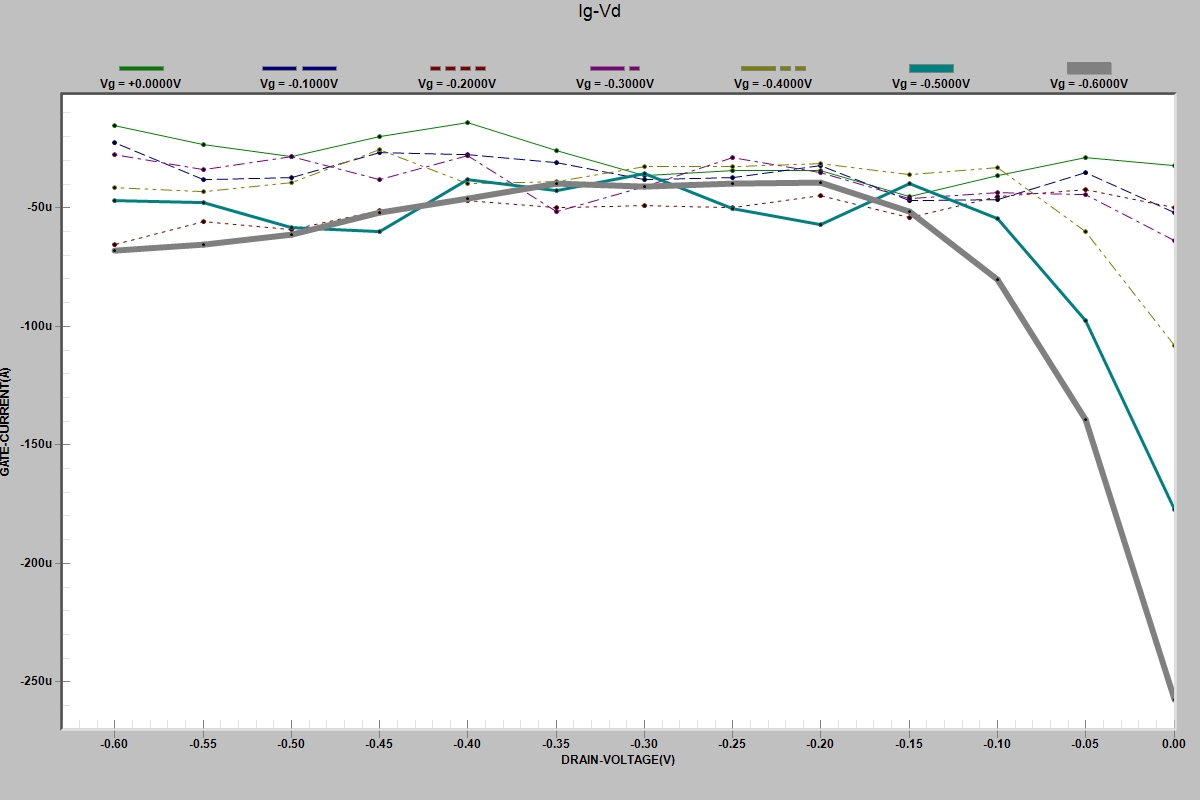 Ig-Vd
Vg = +0.0000V Vg = -0.1000V Vg = -0.2000V Vg = -0.3000V Vg = -0.4000V Vg = -0.5000V Vg = -0.6000V
GATE-CURRENT(A)
-50u
-100u
-150u
-200u
-250u
-0.60 -0.55 -0.50 -0.45 -0.40 -0.35 -0.30 -0.25 -0.20 -0.15 -0.10 -0.05 0.00
DRAIN-VOLTAGE(V)